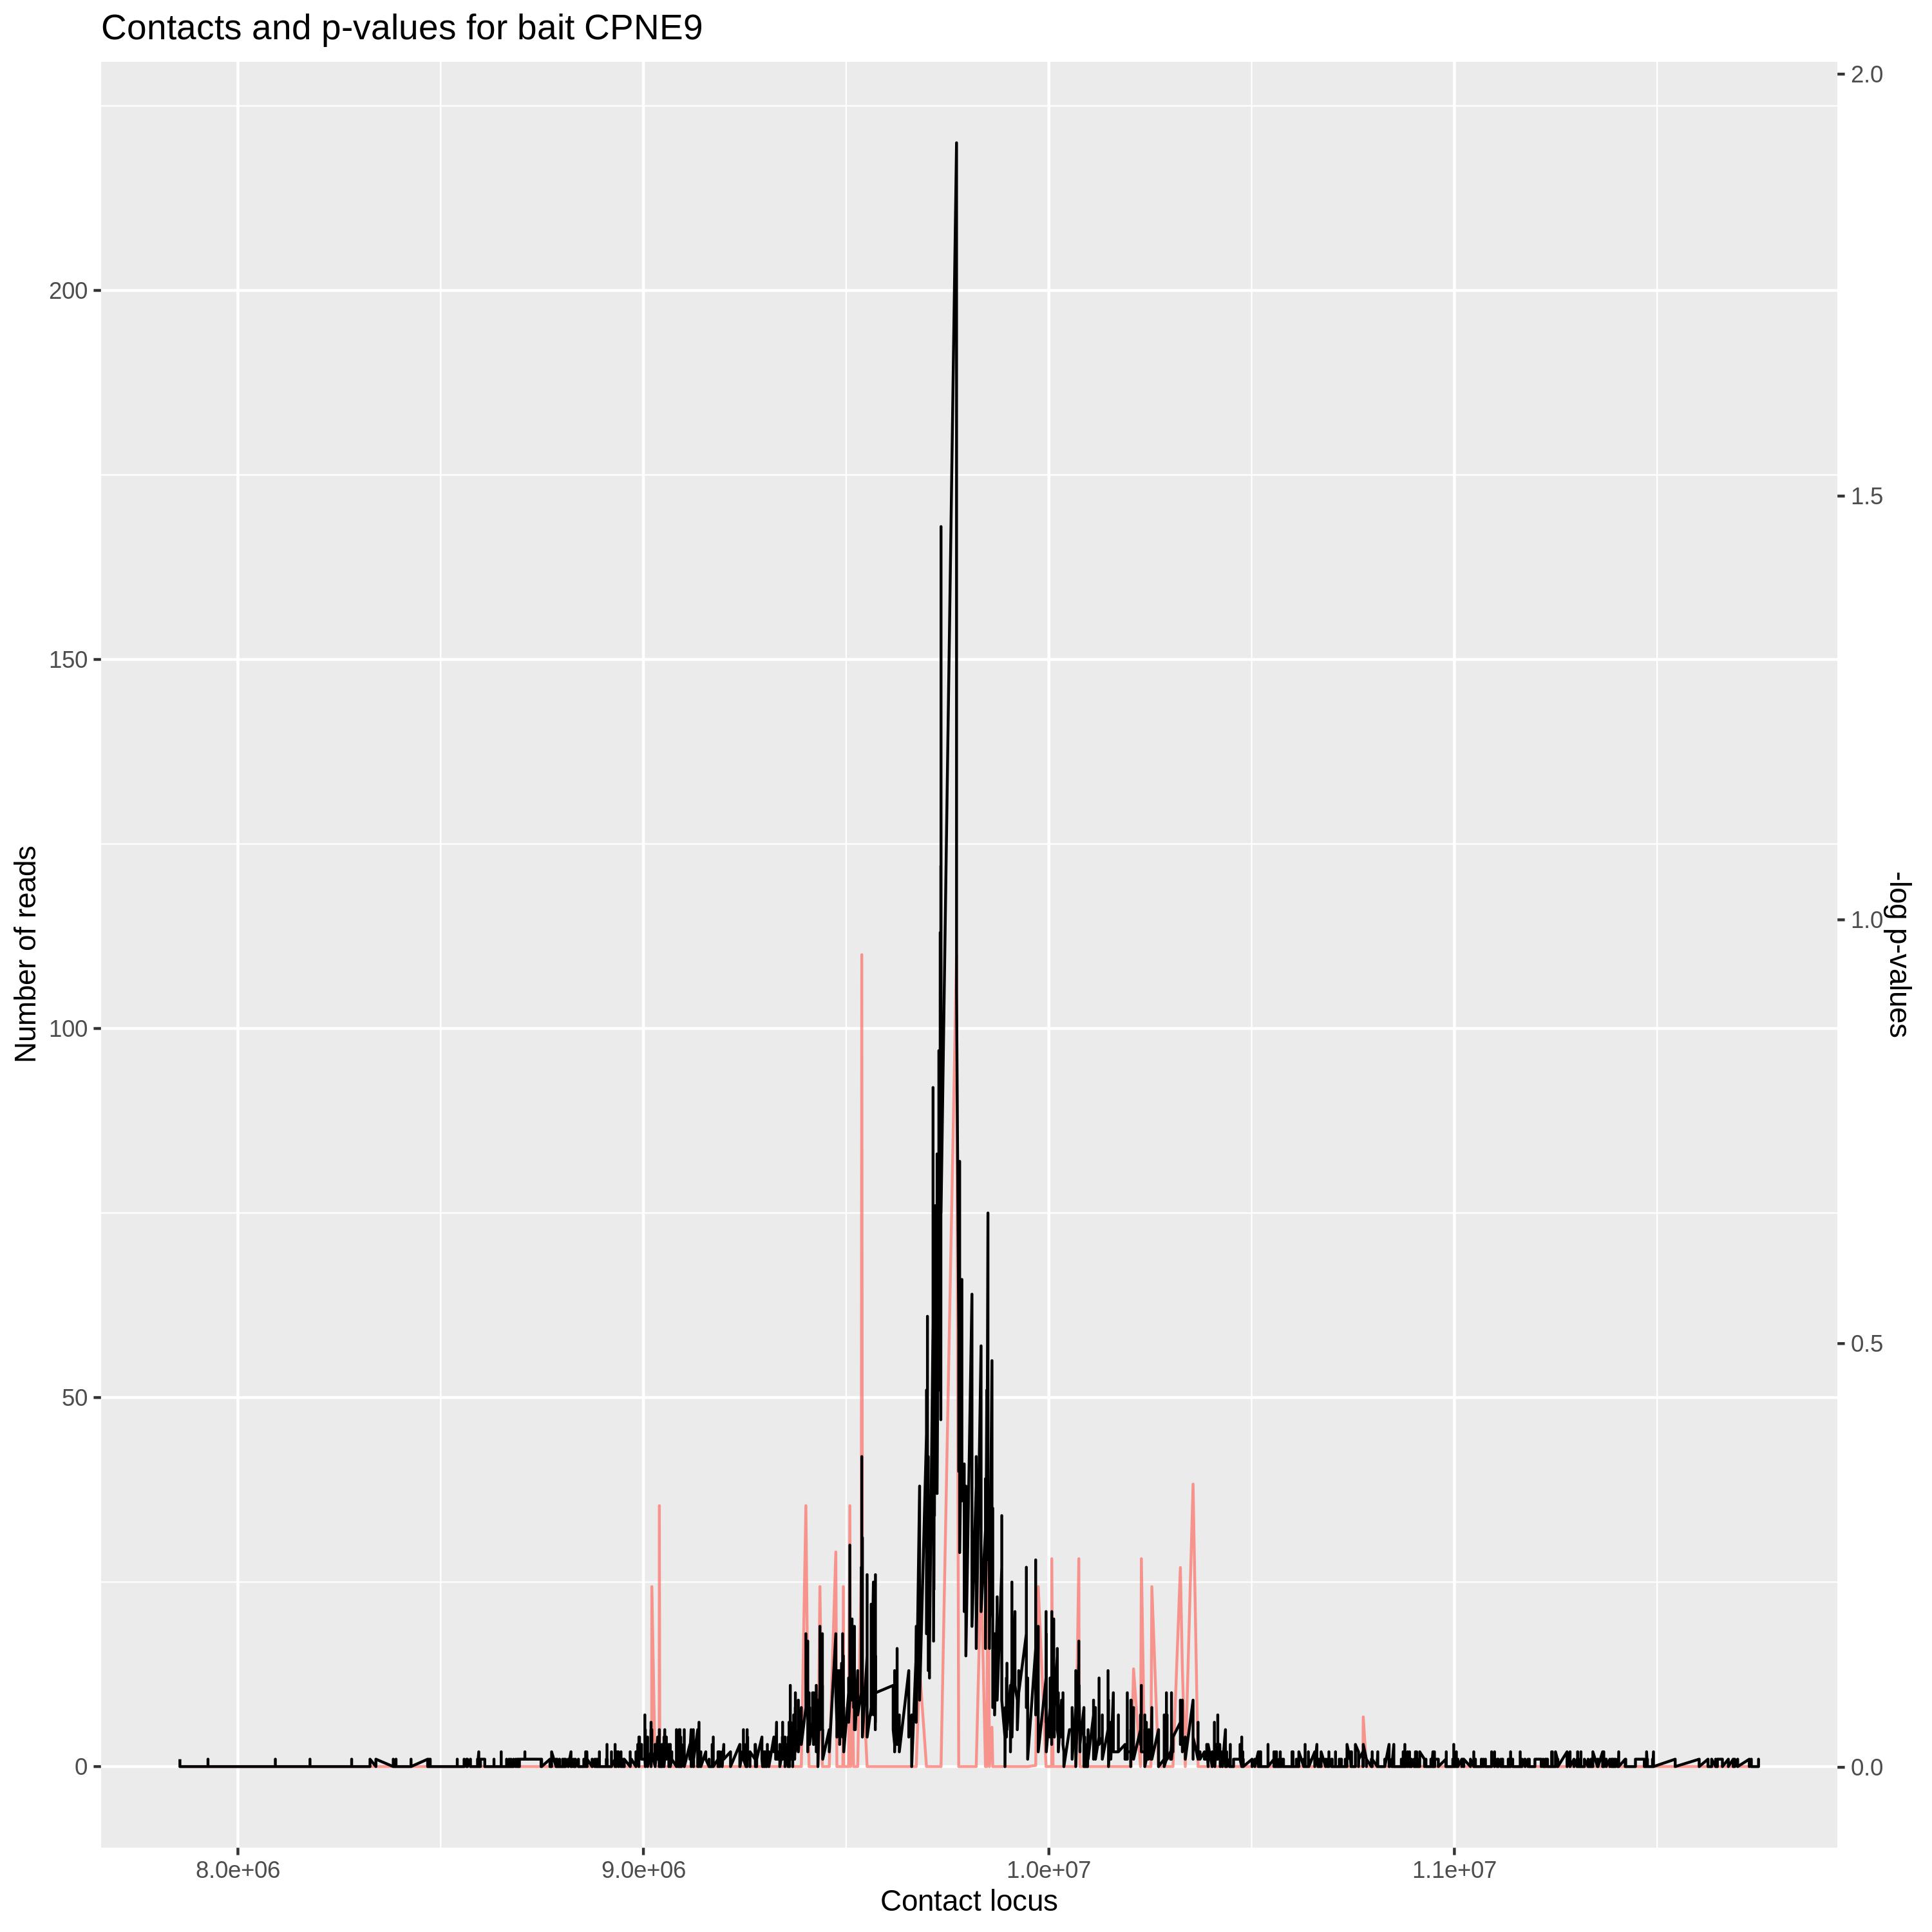 Contacts and p-values for bait CPNE9
Number of reads
200
150
100
50
0
2.0
1.5
1.0
0.5
0.0
-log p-values
8.0e+06
9.0e+06
1.0e+07
1.1e+07
Contact locus